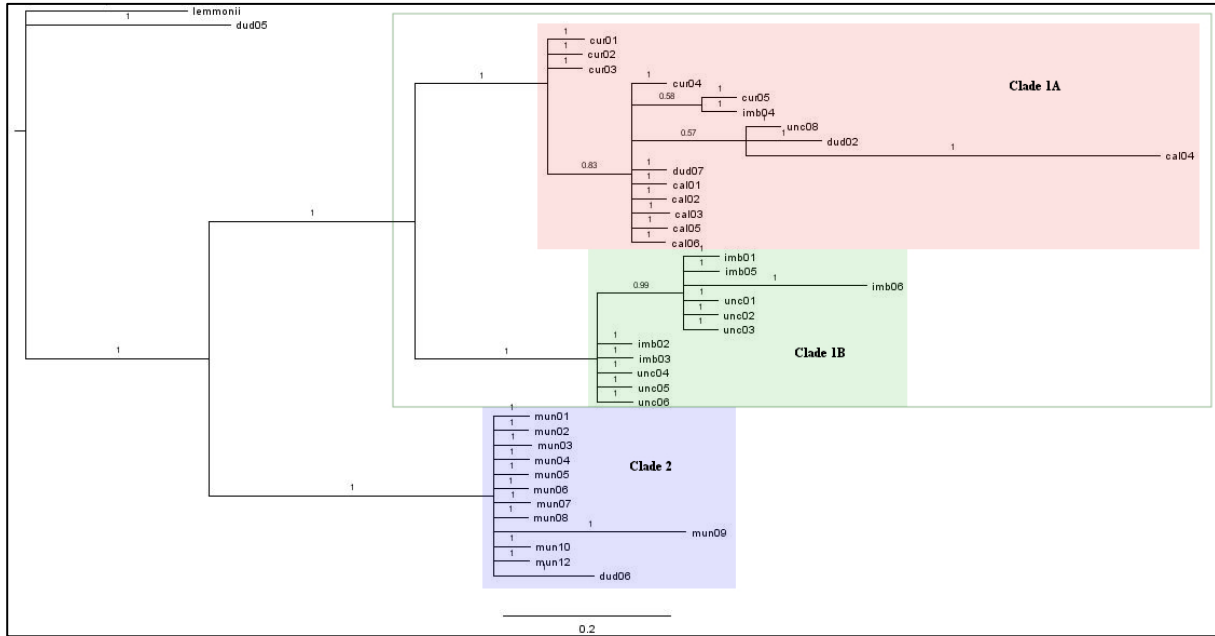 lemmonii
1
dud05
1
cur01
1
cur02
1
cur03
1
1
cur04
Clade 1A
0.58
1
cur05
1
imb04
1
unc08
0.57
1
dud02
1
cal04
0.83
1
dud07
1
cal01
1
cal02
1
cal03
1
cal05
1
cal06
1
1
imb01
1
imb05
1
imb06
0.99
1
unc01
1
unc02
1
unc03
1
imb02
1
imb03
Clade 1B
1
1
unc04
1
unc05
1
unc06
1
1
mun01
1
mun02
1
mun03
1
mun04
1
mun05
Clade 2
1
mun06
1
1
mun07
1
mun08
1
mun09
1
mun10
1
mun12
1
dud06
0.2